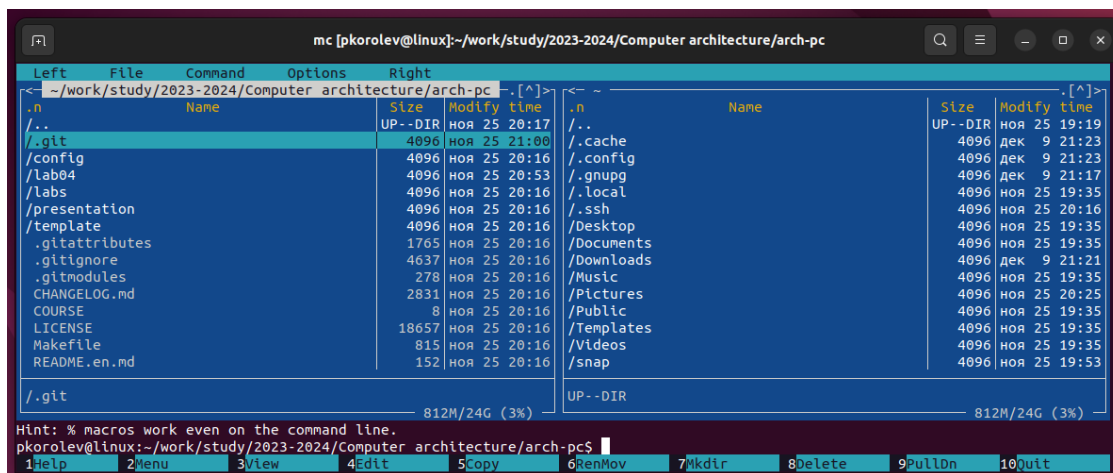 mc [pkorolev@linux]:~/work/study/2023-2024/Computer architecture/arch-pc
Left File Command Options Right
<— ~/work/study/2023-2024/Computer architecture/arch-pc —.[^]>
.n Name Size Modify time
/.. UP--DIR ноя 25 20:17
/.git 4096 ноя 25 21:00
/config 4096 ноя 25 20:16
/lab04 4096 ноя 25 20:53
/labs 4096 ноя 25 20:16
/presentation 4096 ноя 25 20:16
/template 4096 ноя 25 20:16
.gitattributes 1765 ноя 25 20:16
.gitignore 4637 ноя 25 20:16
.gitmodules 278 ноя 25 20:16
CHANGELOG.md 2831 ноя 25 20:16
COURSE 8 ноя 25 20:16
LICENSE 18657 ноя 25 20:16
Makefile 815 ноя 25 20:16
README.en.md 152 ноя 25 20:16
/.git
812M/24G (3%)
<— ~ —.[^]>
.n Name Size Modify time
/.. UP--DIR ноя 25 19:19
/.cache 4096 дек 9 21:23
/.config 4096 дек 9 21:23
/.gnupg 4096 дек 9 21:17
/.local 4096 ноя 25 19:35
/.ssh 4096 ноя 25 20:16
/Desktop 4096 ноя 25 19:35
/Documents 4096 ноя 25 19:35
/Downloads 4096 дек 9 21:21
/Music 4096 ноя 25 19:35
/Pictures 4096 ноя 25 20:25
/Public 4096 ноя 25 19:35
/Templates 4096 ноя 25 19:35
/Videos 4096 ноя 25 19:35
/snap 4096 ноя 25 19:53
UP--DIR
812M/24G (3%)
Hint: % macros work even on the command line.
pkorolev@linux:~/work/study/2023-2024/Computer architecture/arch-pc$
1Help 2Menu 3View 4Edit 5Copy 6RenMov 7Mkdir 8Delete 9PullDn 10Quit